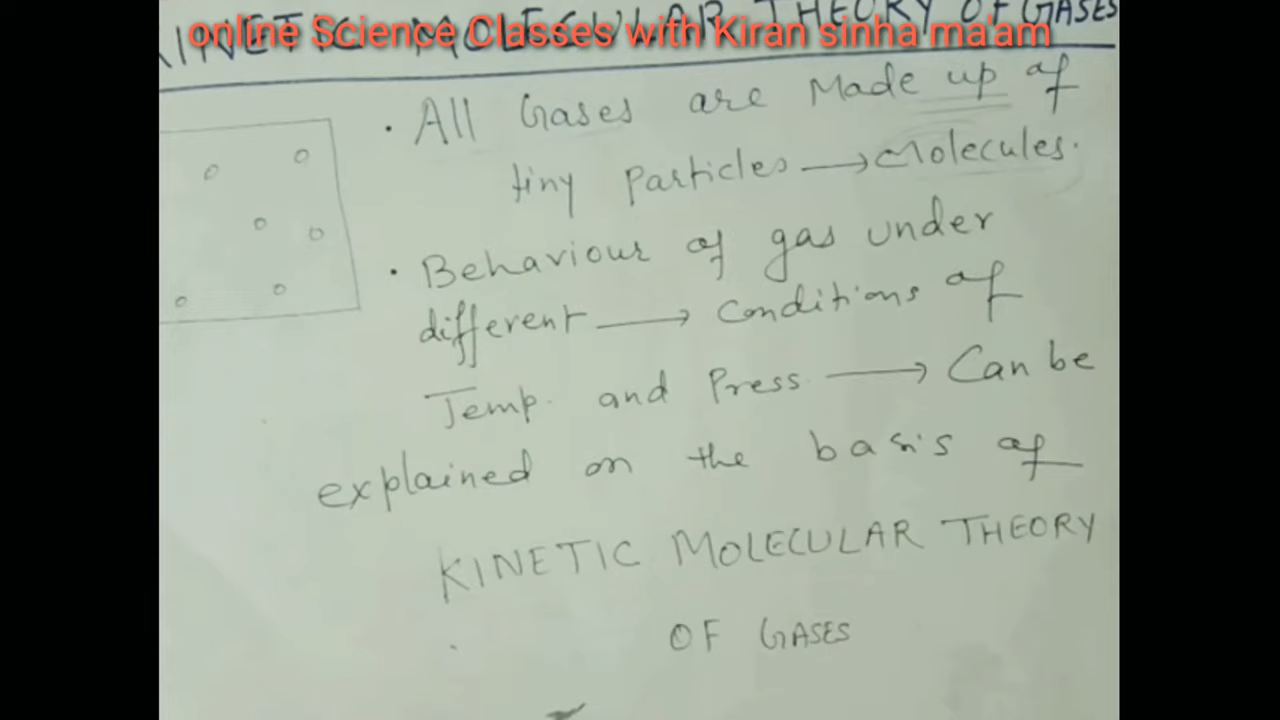 KINETIC MOLECULAR THEORY OF GASES
online Science Classes with Kiran sinha ma'am
• All Gases are Made up of
tiny Particles → Molecules.
• Behaviour of gas under
different → Conditions of
Temp. and Press → Can be
explained on the basis of
KINETIC MOLECULAR THEORY
OF GASES